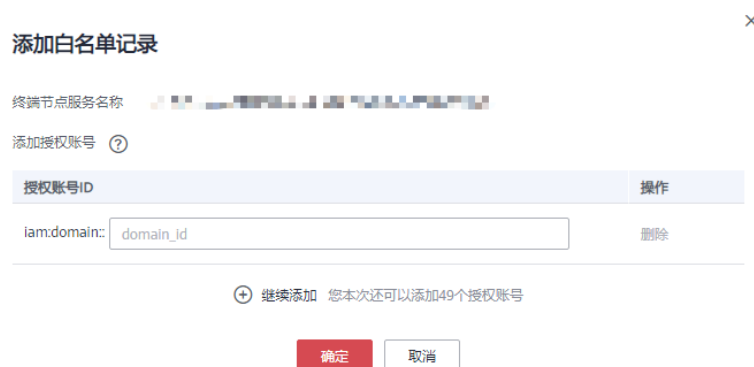 添加白名单记录
终端节点服务名称
添加授权账号 ?
授权账号ID 操作
iam:domain:: domain_id 删除
继续添加 您本次还可以添加49个授权账号
确定 取消